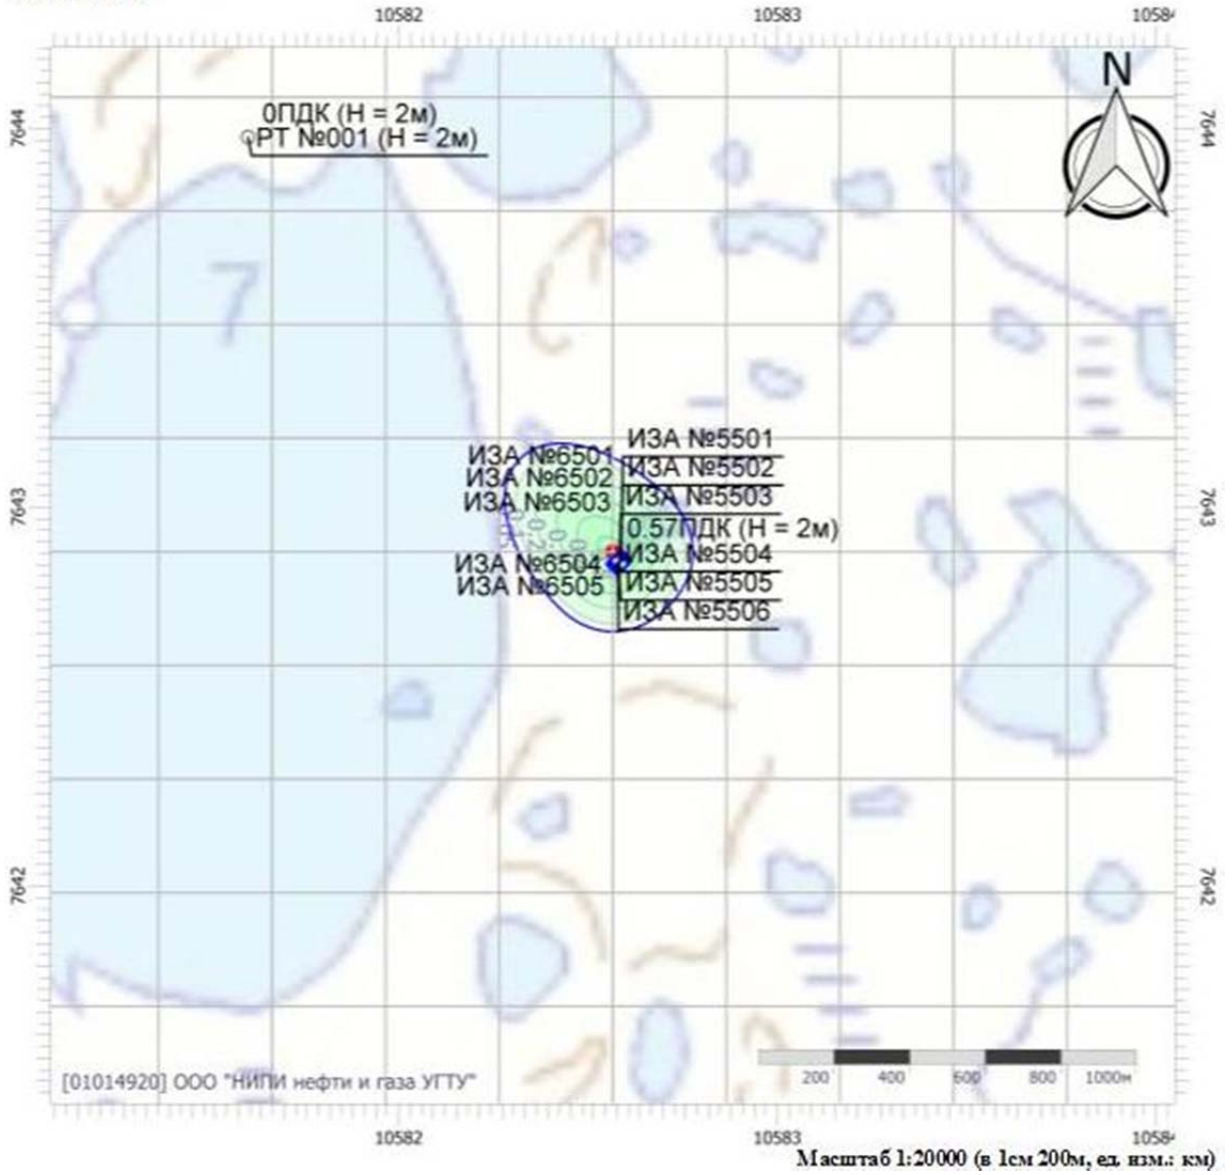 10582 10583 1058
N
7644 7644
0ПДК (H = 2м)
РТ №001 (H = 2м)
7
ИЗА №5501
ИЗА №6501
ИЗА №5502
ИЗА №6502
ИЗА №5503
ИЗА №6503
7643 7643
0.57ПДК (H = 2м)
ИЗА №5504
ИЗА №6504
ИЗА №5505
ИЗА №6505
ИЗА №5506
7642 7642
[01014920] ООО "НИПИ нефти и газа УГТУ"
200 400 600 800 1000м
10582 10583 1058
Масштаб 1:20000 (в 1см 200м, ед. изм.: км)